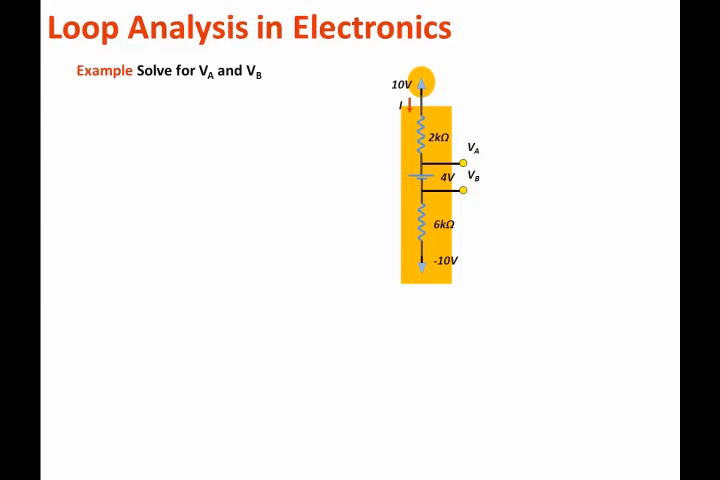 Loop Analysis in Electronics
Example Solve for VA and VB
10V
I
2kΩ
VA
4V
VB
6kΩ
-10V